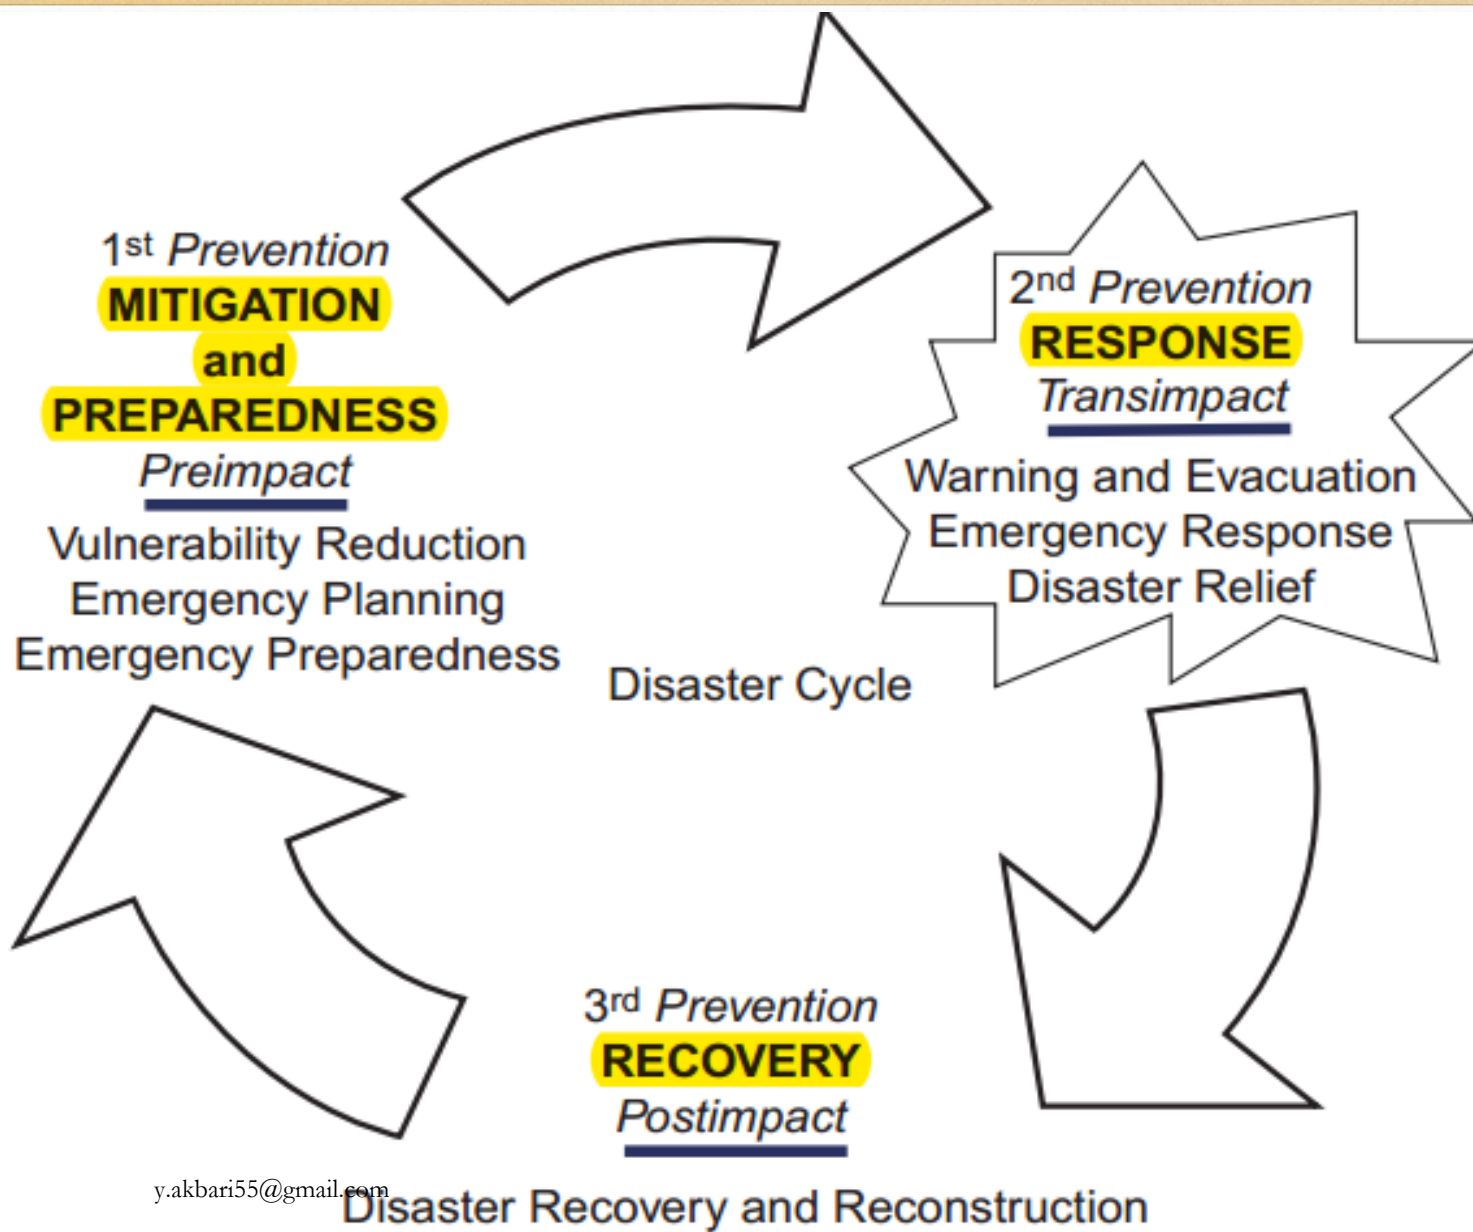 1st Prevention
MITIGATION
and
PREPAREDNESS
Preimpact
Vulnerability Reduction
Emergency Planning
Emergency Preparedness
2nd Prevention
RESPONSE
Transimpact
Warning and Evacuation
Emergency Response
Disaster Relief
Disaster Cycle
3rd Prevention
RECOVERY
Postimpact
Disaster Recovery and Reconstruction
y.akbari55@gmail.com